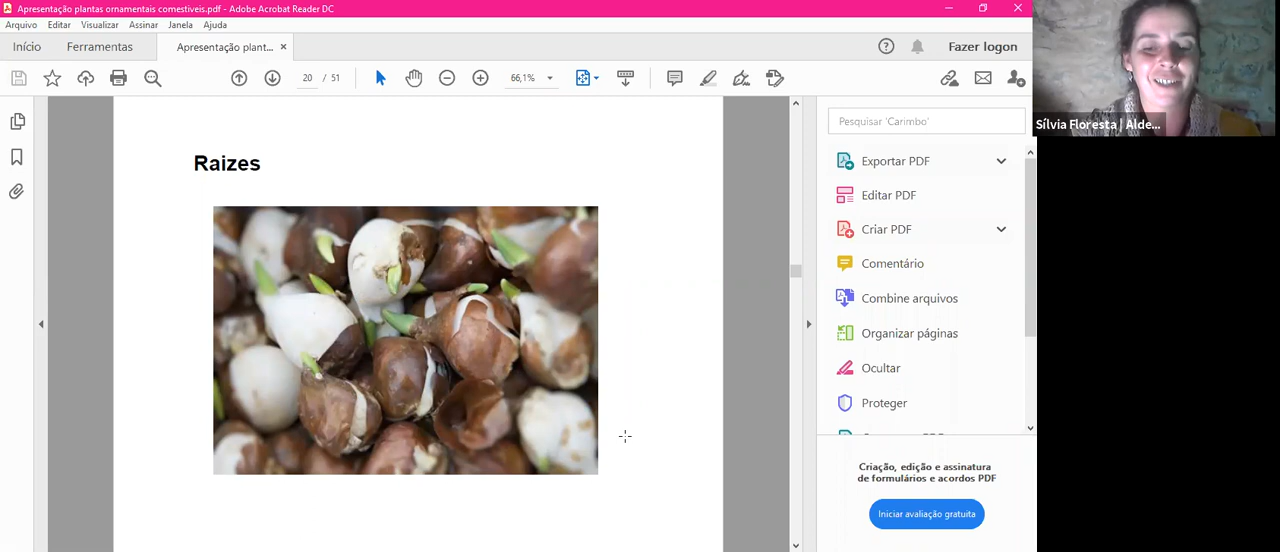 Apresentação plantas ornamentais comestiveis.pdf - Adobe Acrobat Reader DC
Arquivo Editar Visualizar Assinar Janela Ajuda
Início Ferramentas Apresentação plant... ×
Fazer logon
20 / 51
66,1%
Sílvia Floresta | Alde...
Raizes
Pesquisar 'Carimbo'
Exportar PDF
Editar PDF
Criar PDF
Comentário
Combine arquivos
Organizar páginas
Ocultar
Proteger
Criação, edição e assinatura
de formulários e acordos PDF
Iniciar avaliação gratuita